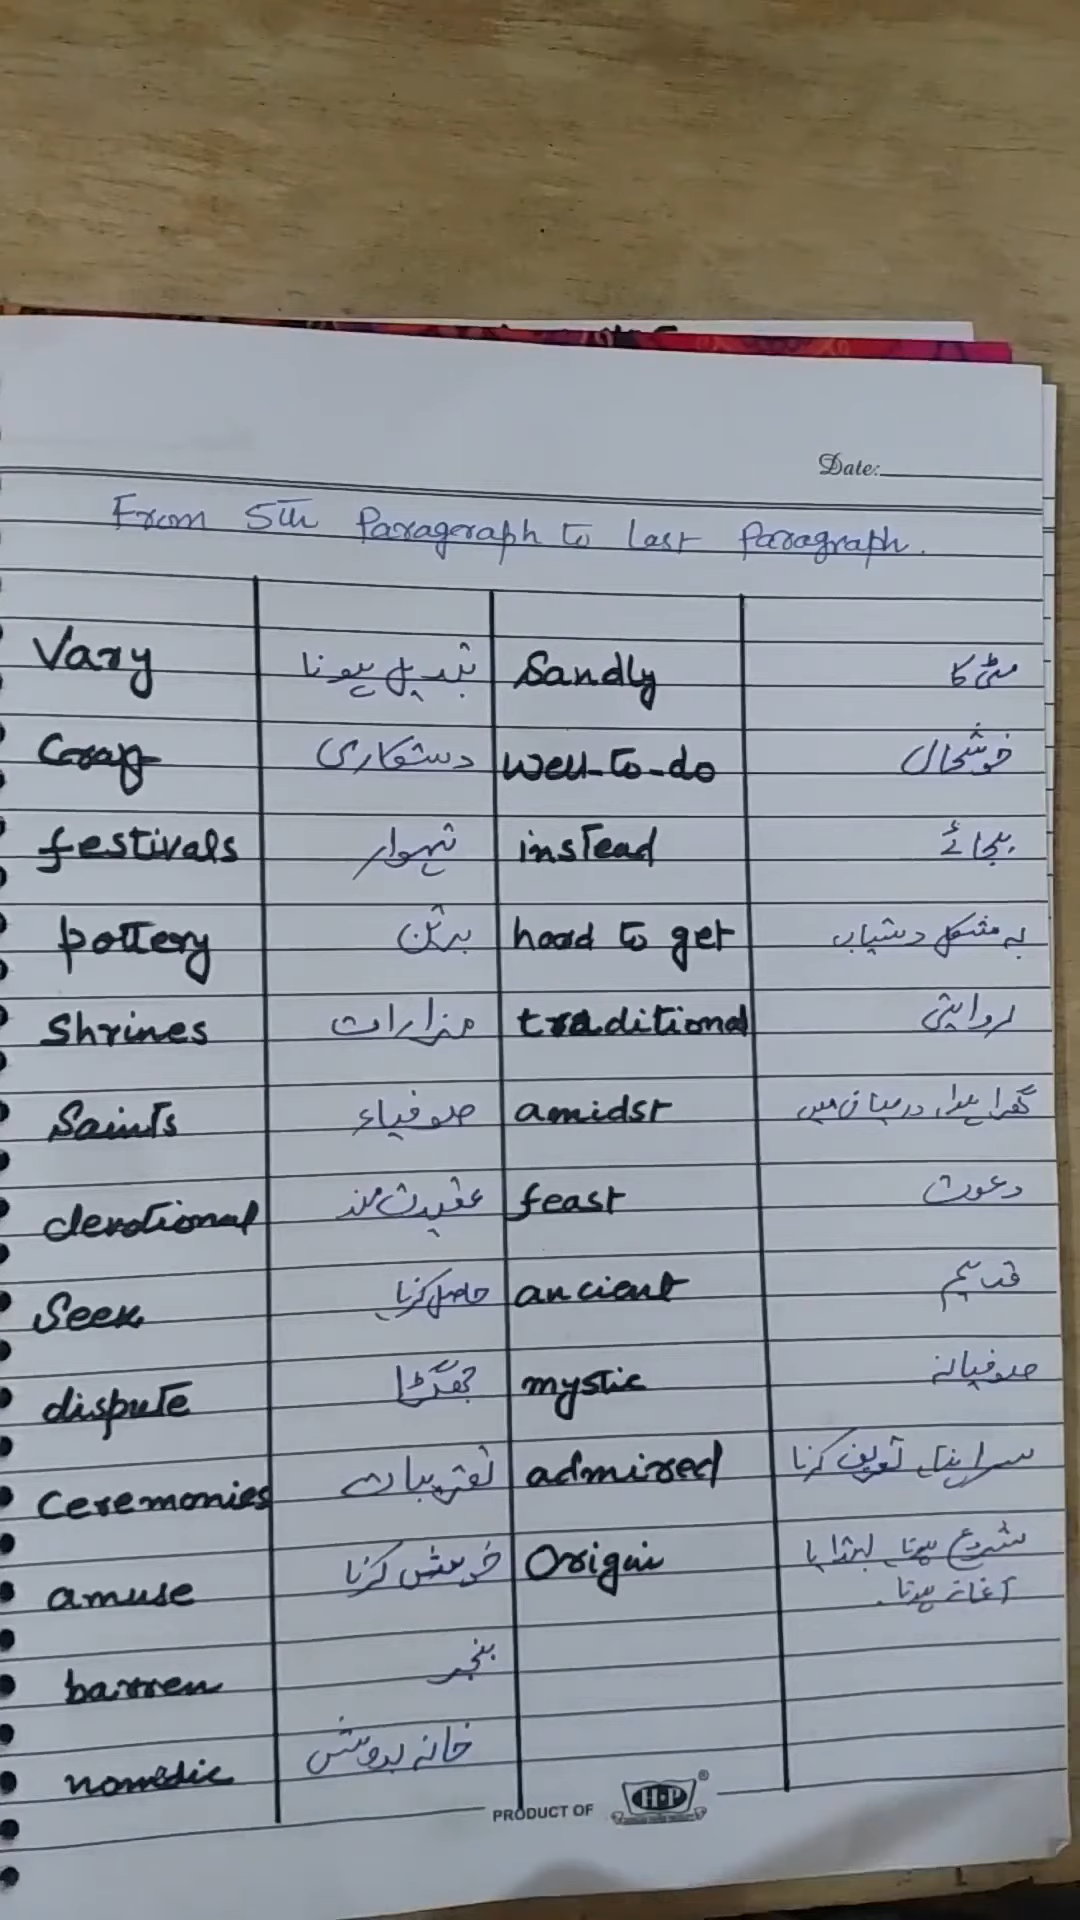 Date:
From 5th Paragraph to last Paragraph.
Vary تبدیل ہونا Sandly مٹی کا
Craft دستکاری well-to-do خوشحال
festivals تہوار instead بجائے
pottery برتن hard to get بہ مشکل دستیاب
Shrines مزارات traditional روایتی
Saints صوفیاء amidst گھرا ہوا، درمیان میں
devotional عقیدت مند feast دعوت
Seek حاصل کرنا ancient قدیم
dispute جھگڑا mystic صوفیانہ
Ceremonies تقریبات admired سراہنا، تعریف کرنا
amuse خوش کرنا Origin شروع ہونا، ابتدا یا
آغاز ہونا.
barren بنجر
nomedic خانہ بدوش
PRODUCT OF H·P ®